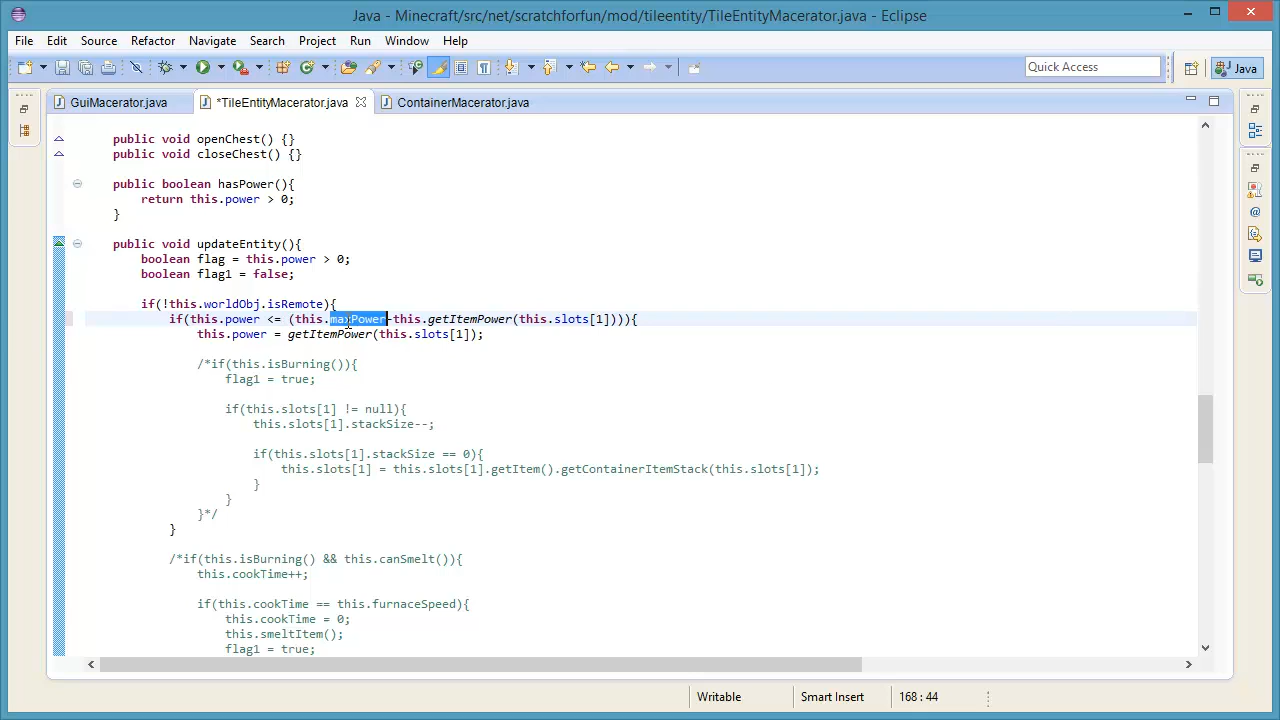 Java - Minecraft/src/net/scratchforfun/mod/tileentity/TileEntityMacerator.java - Eclipse
File Edit Source Refactor Navigate Search Project Run Window Help
Quick Access
Java
GuiMacerator.java
*TileEntityMacerator.java
ContainerMacerator.java
public void openChest() {}
public void closeChest() {}
public boolean hasPower(){
return this.power > 0;
}
public void updateEntity(){
boolean flag = this.power > 0;
boolean flag1 = false;
if(!this.worldObj.isRemote){
if(this.power <= (this.maxPower-this.getItemPower(this.slots[1]))){
this.power = getItemPower(this.slots[1]);
/*if(this.isBurning()){
flag1 = true;
if(this.slots[1] != null){
this.slots[1].stackSize--;
if(this.slots[1].stackSize == 0){
this.slots[1] = this.slots[1].getItem().getContainerItemStack(this.slots[1]);
}
}
}*/
}
/*if(this.isBurning() && this.canSmelt()){
this.cookTime++;
if(this.cookTime == this.furnaceSpeed){
this.cookTime = 0;
this.smeltItem();
flag1 = true;
Writable
Smart Insert
168 : 44